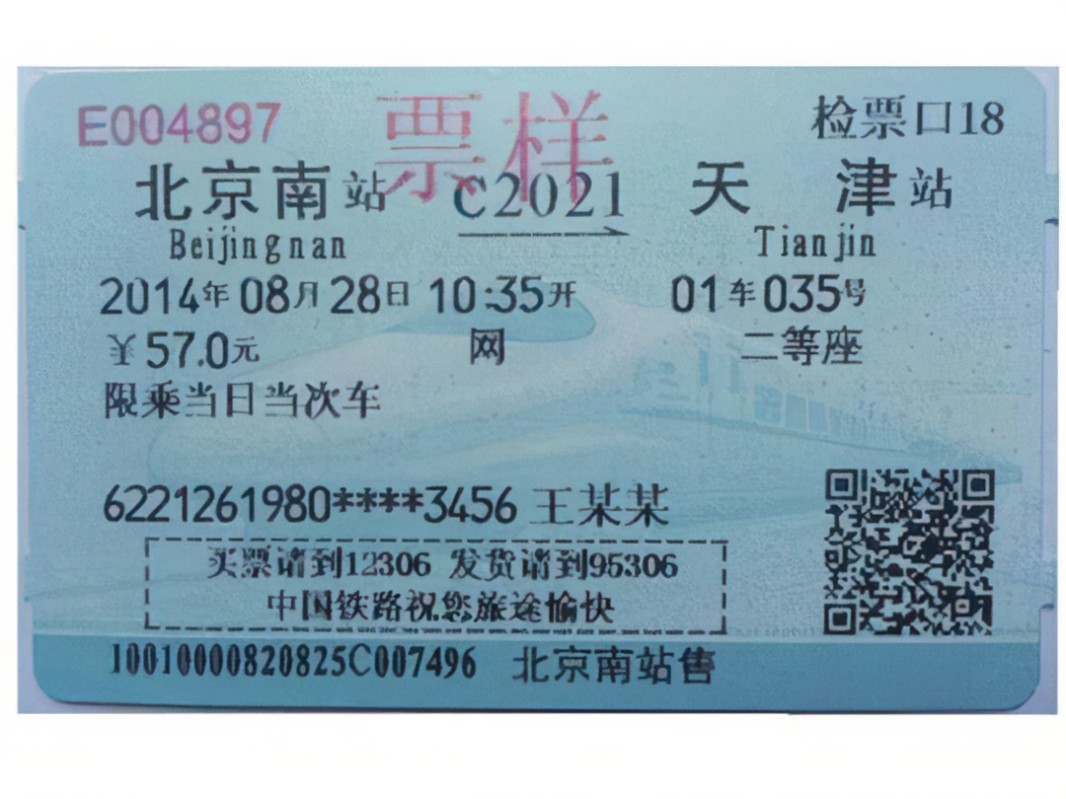 E004897 票样 检票口18
北京南站 C2021 天津站
Beijingnan Tianjin
2014年08月28日 10:35开 01车035号
¥57.0元 网 二等座
限乘当日当次车
6221261980****3456 王某某
买票请到12306 发货请到95306
中国铁路祝您旅途愉快
10010000820825C007496 北京南站售